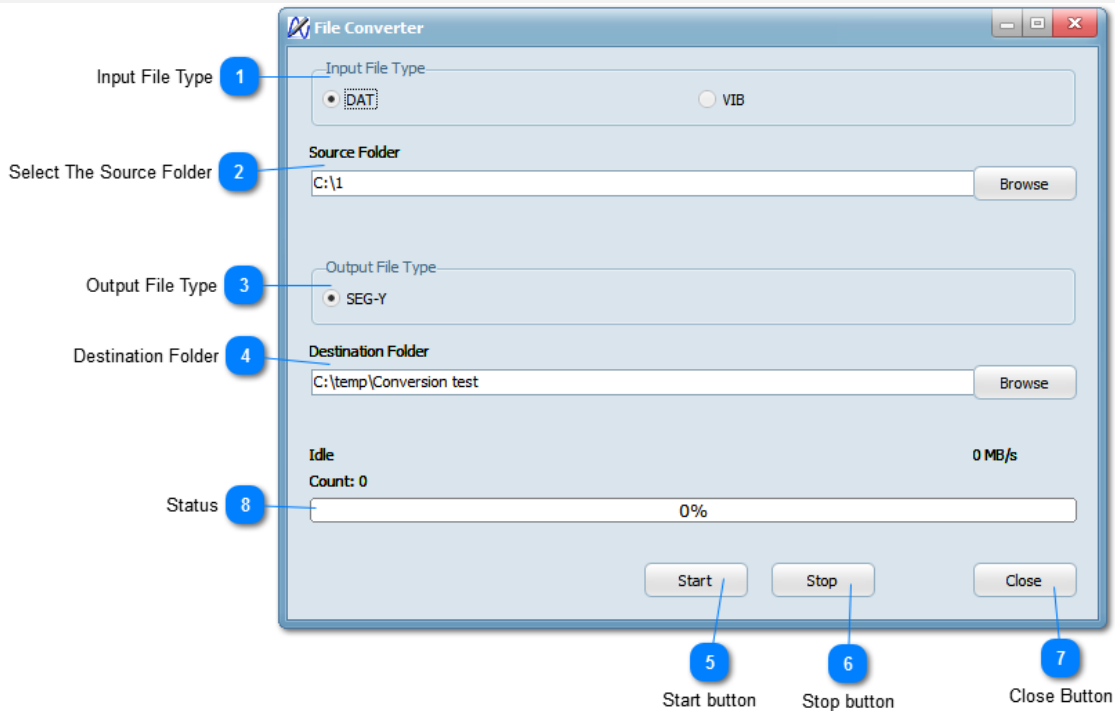 File Converter
Input File Type 1
Input File Type
DAT VIB
Select The Source Folder 2
Source Folder
C:\1 Browse
Output File Type 3
Output File Type
SEG-Y
Destination Folder 4
Destination Folder
C:\temp\Conversion test Browse
Idle 0 MB/s
Count: 0
Status 8
0%
Start Stop Close
5 6 7
Start button Stop button Close Button